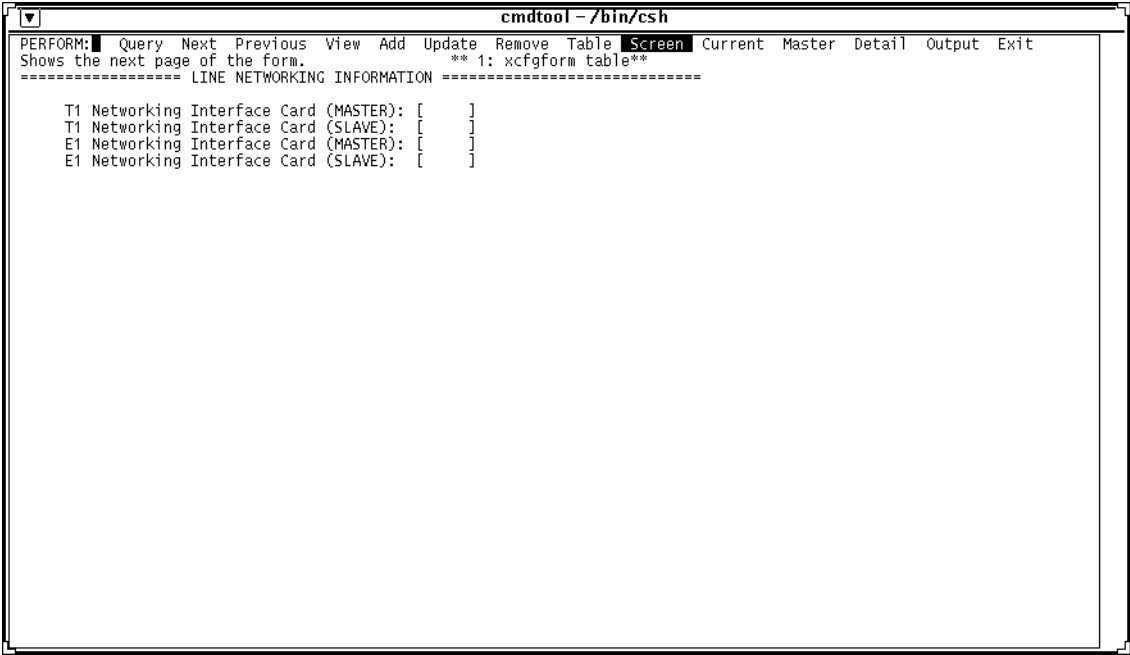 cmdtool – /bin/csh
PERFORM: Query Next Previous View Add Update Remove Table Screen Current Master Detail Output Exit
Shows the next page of the form. ** 1: xcfgform table**
================== LINE NETWORKING INFORMATION =============================
T1 Networking Interface Card (MASTER): [     ]
T1 Networking Interface Card (SLAVE):  [     ]
E1 Networking Interface Card (MASTER): [     ]
E1 Networking Interface Card (SLAVE):  [     ]